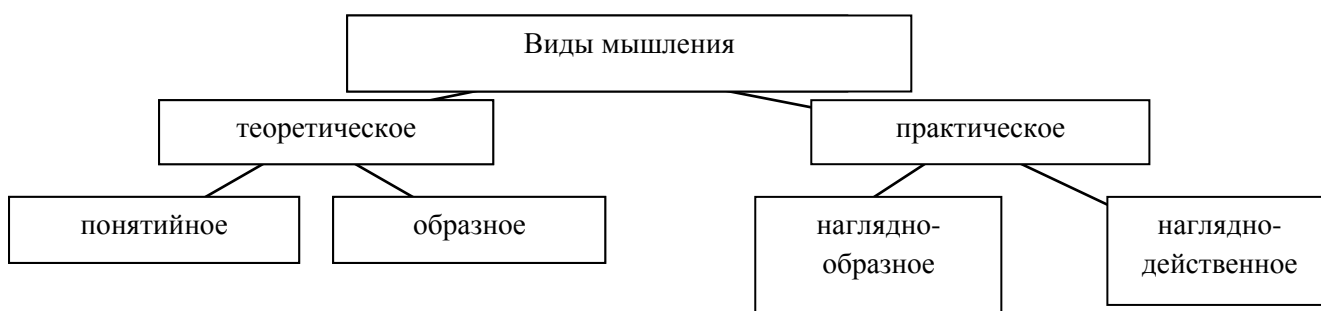 Виды мышления
теоретическое
практическое
понятийное
образное
наглядно-
образное
наглядно-
действенное